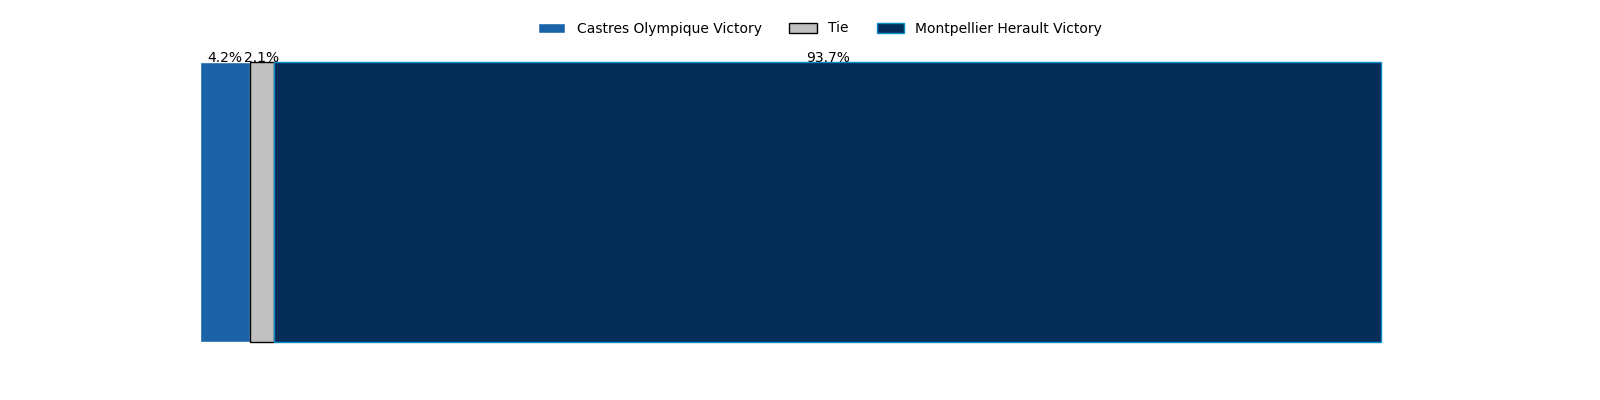 Castres Olympique Victory Tie Montpellier Herault Victory
4.2% 2.1% 93.7%